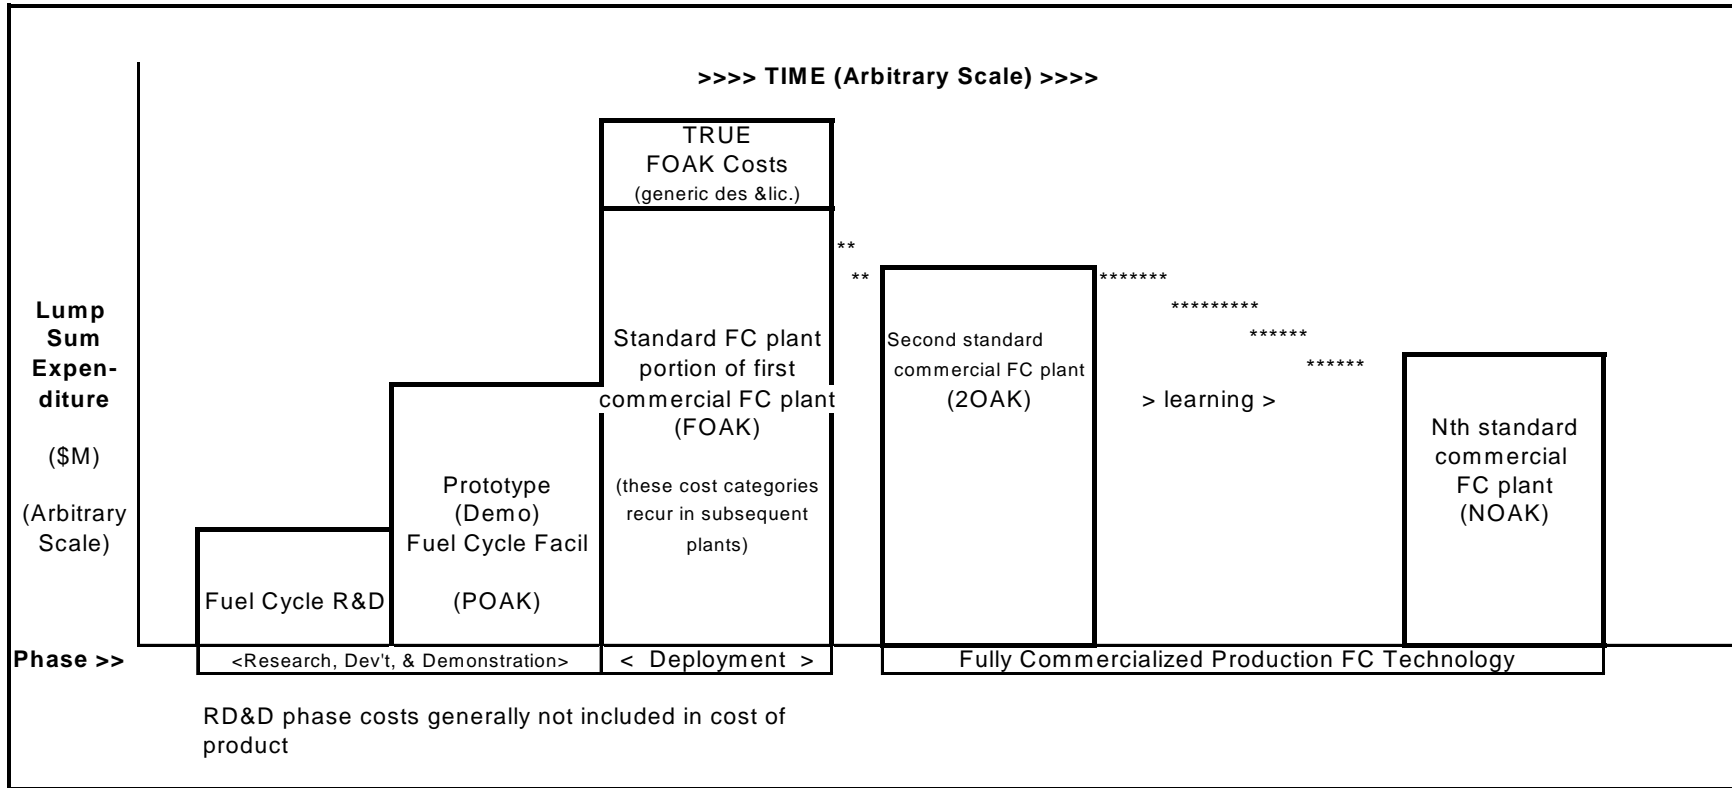 >>>> TIME (Arbitrary Scale) >>>>
Lump
Sum
Expen-
diture
($M)
(Arbitrary
Scale)
Fuel Cycle R&D
Prototype
(Demo)
Fuel Cycle Facil
(POAK)
TRUE
FOAK Costs
(generic des &lic.)
Standard FC plant
portion of first
commercial FC plant
(FOAK)
(these cost categories
recur in subsequent
plants)
**
**
Second standard
commercial FC plant
(2OAK)
*******
*********
******
******
> learning >
Nth standard
commercial
FC plant
(NOAK)
Phase >>
<Research, Dev't, & Demonstration>
< Deployment >
Fully Commercialized Production FC Technology
RD&D phase costs generally not included in cost of
product